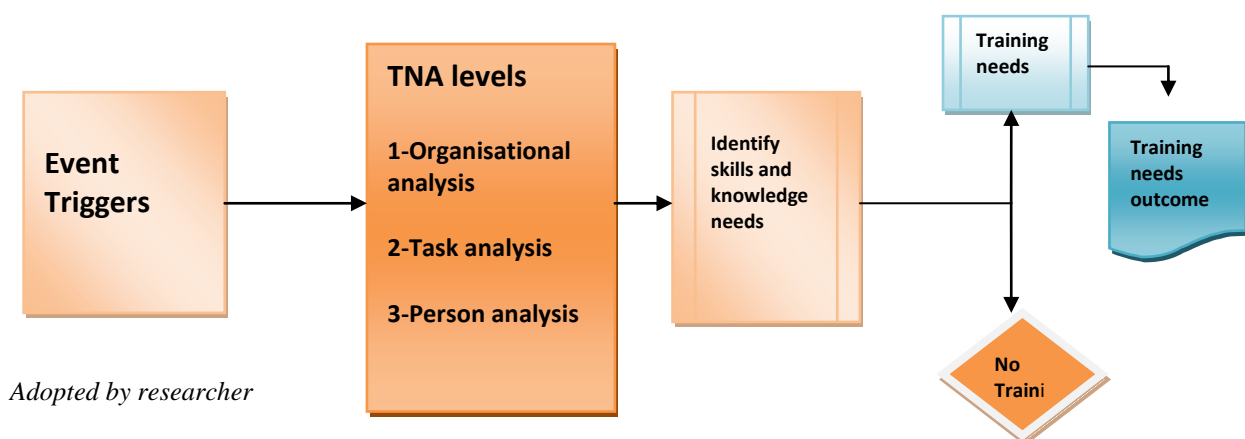 Event
Triggers
TNA levels
1-Organisational
analysis
2-Task analysis
3-Person analysis
Identify
skills and
knowledge
needs
Training
needs
Training
needs
outcome
No
Traini
Adopted by researcher